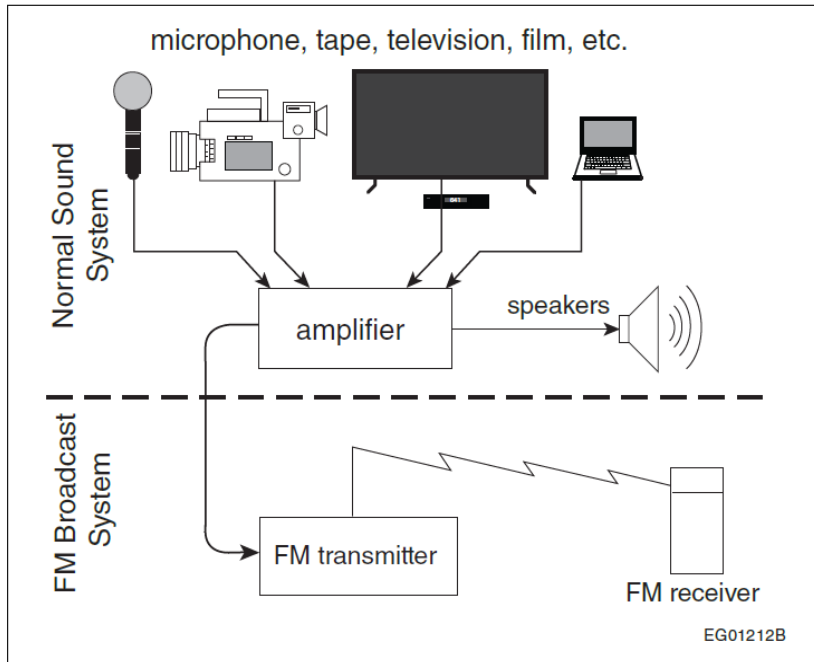 microphone, tape, television, film, etc.
Normal Sound
System
amplifier
speakers
FM Broadcast
System
FM transmitter
FM receiver
EG01212B